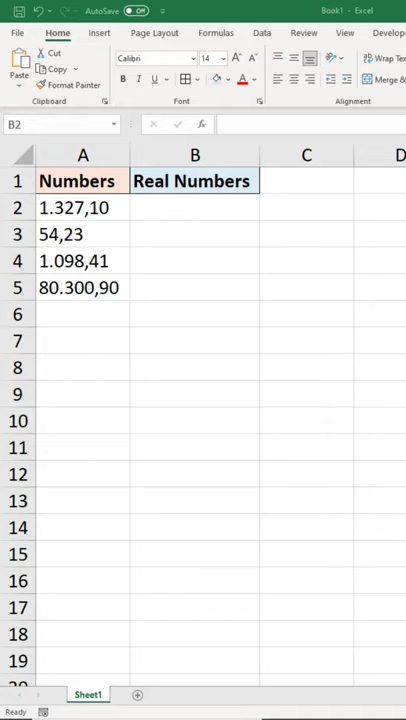 AutoSave Off Book1 - Excel
File Home Insert Page Layout Formulas Data Review View Develop
Paste Cut Calibri 14 A A Wrap Tex
Copy
Format Painter B I U A Merge &
Clipboard Font Alignment
B2 fx
A B C D
1 Numbers Real Numbers
2 1.327,10
3 54,23
4 1.098,41
5 80.300,90
6
7
8
9
10
11
12
13
14
15
16
17
18
19
Sheet1
Ready